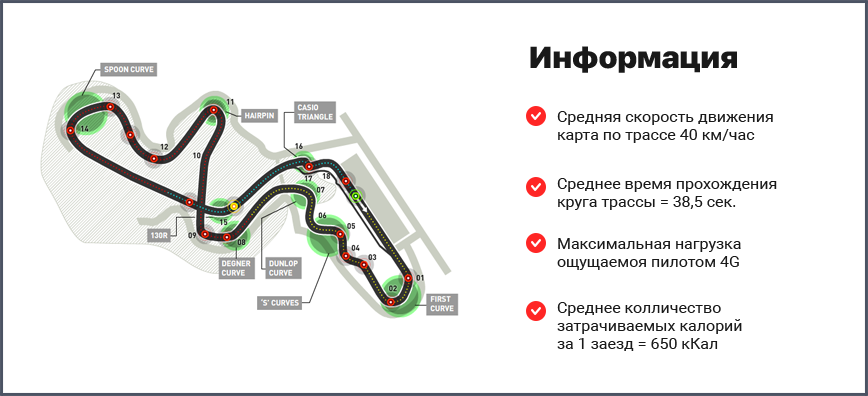 SPOON CURVE
13
14
12
11
HAIRPIN
10
CASIO
TRIANGLE
16
17
18
07
06
05
04
03
15
130R
09
08
DEGNER
CURVE
DUNLOP
CURVE
'S' CURVES
01
02
FIRST
CURVE
Информация
Средняя скорость движения
карта по трассе 40 км/час
Среднее время прохождения
круга трассы = 38,5 сек.
Максимальная нагрузка
ощущаемоя пилотом 4G
Среднее колличество
затрачиваемых калорий
за 1 заезд = 650 кКал